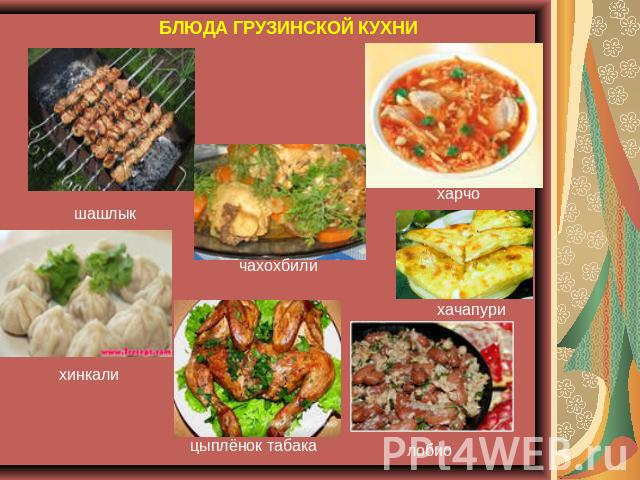 БЛЮДА ГРУЗИНСКОЙ КУХНИ
харчо
шашлык
чахохбили
хачапури
хинкали
цыплёнок табака
лобио
PPt4WEB.ru